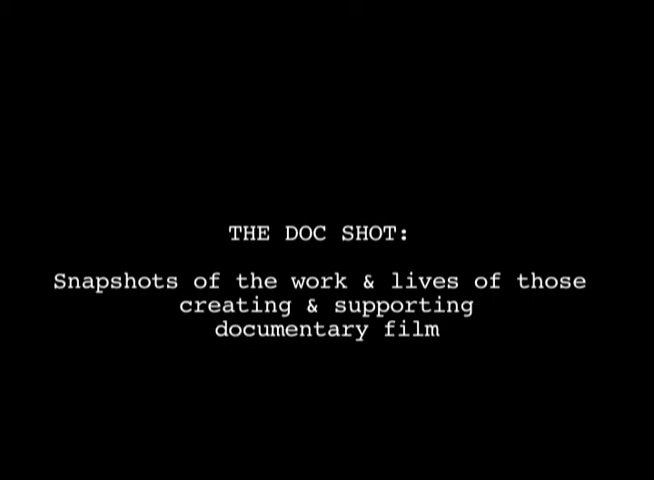 THE DOC SHOT:
Snapshots of the work & lives of those
creating & supporting
documentary film